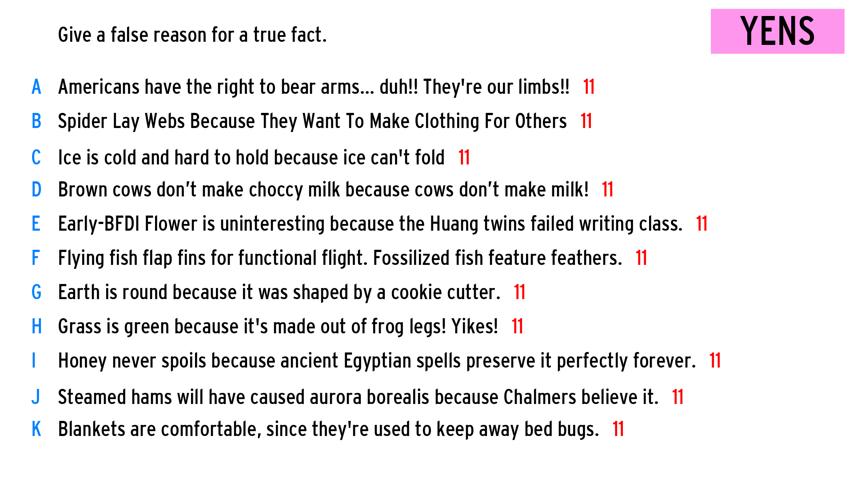 Give a false reason for a true fact.
YENS
A Americans have the right to bear arms... duh!! They're our limbs!! 11
B Spider Lay Webs Because They Want To Make Clothing For Others 11
C Ice is cold and hard to hold because ice can't fold 11
D Brown cows don’t make choccy milk because cows don’t make milk! 11
E Early-BFDI Flower is uninteresting because the Huang twins failed writing class. 11
F Flying fish flap fins for functional flight. Fossilized fish feature feathers. 11
G Earth is round because it was shaped by a cookie cutter. 11
H Grass is green because it's made out of frog legs! Yikes! 11
I Honey never spoils because ancient Egyptian spells preserve it perfectly forever. 11
J Steamed hams will have caused aurora borealis because Chalmers believe it. 11
K Blankets are comfortable, since they're used to keep away bed bugs. 11